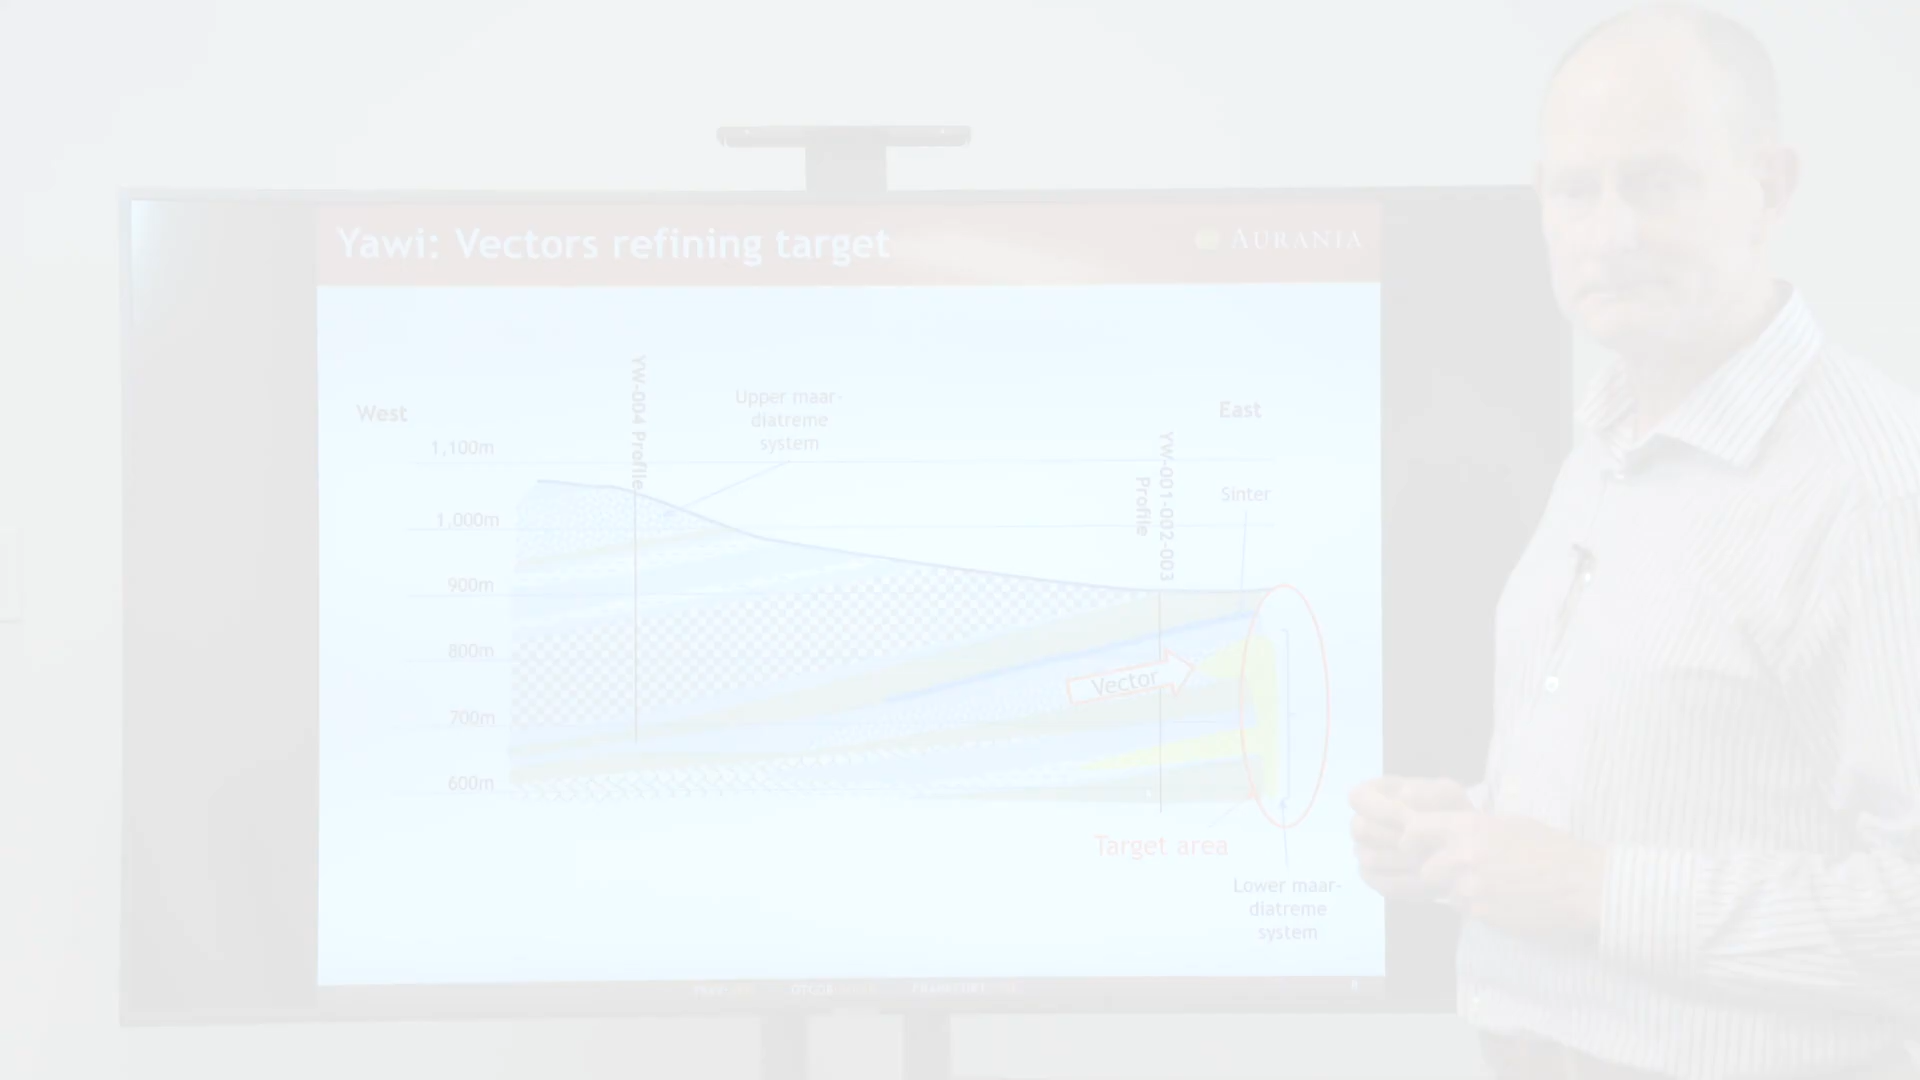 Yawi: Vectors refining target
AURANIA
West
East
YW-004 Profile
Upper maar-
diatreme
system
YW-001-002-003
Profile
Sinter
1,100m
1,000m
900m
800m
700m
600m
Vector
Target area
Lower maar-
diatreme
system